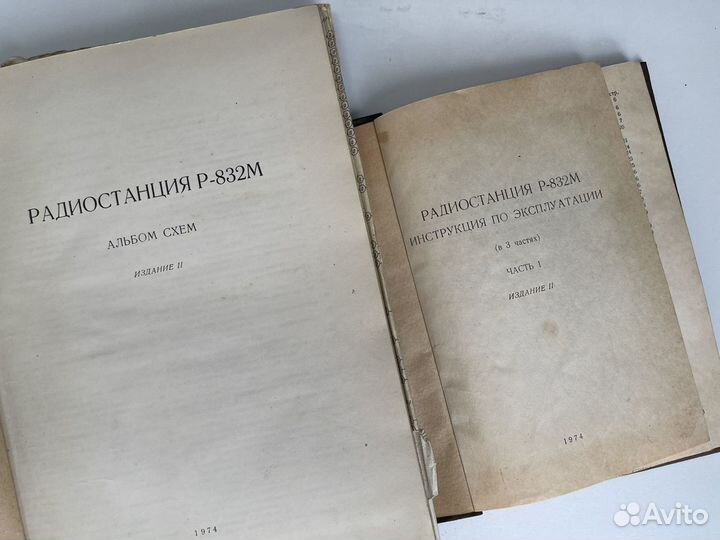 РАДИОСТАНЦИЯ Р-832М
АЛЬБОМ СХЕМ
ИЗДАНИЕ II
1974
РАДИОСТАНЦИЯ Р-832М
ИНСТРУКЦИЯ ПО ЭКСПЛУАТАЦИИ
(в 3 частях)
ЧАСТЬ 1
ИЗДАНИЕ II
1974
Avito